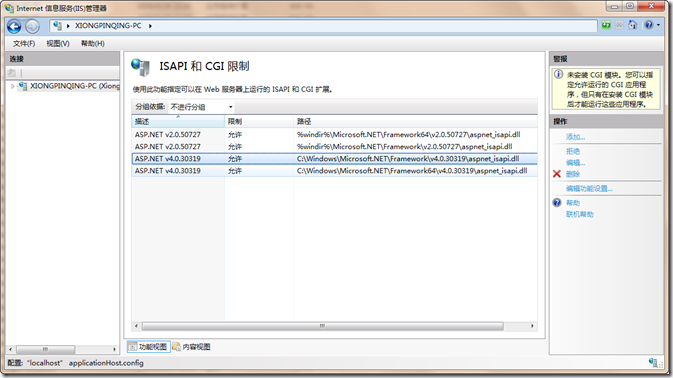 Internet 信息服务(IIS)管理器
XIONGPINQING-PC
文件(F) 视图(V) 帮助(H)
连接
XIONGPINQING-PC (Xiong
ISAPI 和 CGI 限制
使用此功能指定可以在 Web 服务器上运行的 ISAPI 和 CGI 扩展。
分组依据: 不进行分组
描述 限制 路径
ASP.NET v2.0.50727 允许 %windir%\Microsoft.NET\Framework64\v2.0.50727\aspnet_isapi.dll
ASP.NET v2.0.50727 允许 %windir%\Microsoft.NET\Framework\v2.0.50727\aspnet_isapi.dll
ASP.NET v4.0.30319 允许 C:\Windows\Microsoft.NET\Framework\v4.0.30319\aspnet_isapi.dll
ASP.NET v4.0.30319 允许 C:\Windows\Microsoft.NET\Framework64\v4.0.30319\aspnet_isapi.dll
功能视图 内容视图
警报
未安装 CGI 模块。您可以指
定允许运行的 CGI 应用程
序，但只有在安装 CGI 模块
后才能运行这些应用程序。
操作
添加...
拒绝
编辑...
删除
编辑功能设置...
帮助
联机帮助
配置: "localhost" applicationHost.config